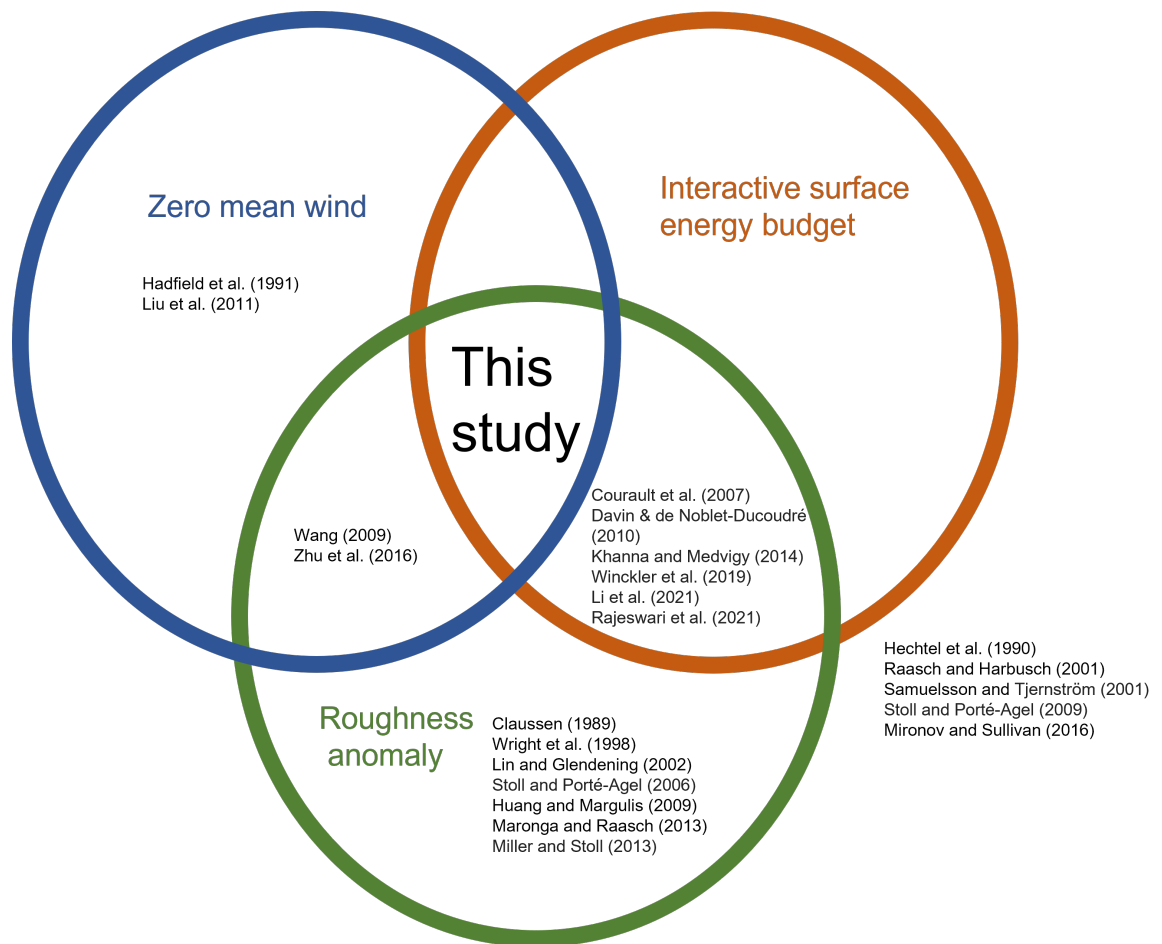 Zero mean wind
Hadfield et al. (1991)
Liu et al. (2011)
Interactive surface
energy budget
This
study
Wang (2009)
Zhu et al. (2016)
Courault et al. (2007)
Davin & de Noblet-Ducoudré
(2010)
Khanna and Medvigy (2014)
Winckler et al. (2019)
Li et al. (2021)
Rajeswari et al. (2021)
Hechtel et al. (1990)
Raasch and Harbusch (2001)
Samuelsson and Tjernström (2001)
Stoll and Porté-Agel (2009)
Mironov and Sullivan (2016)
Roughness
anomaly
Claussen (1989)
Wright et al. (1998)
Lin and Glendening (2002)
Stoll and Porté-Agel (2006)
Huang and Margulis (2009)
Maronga and Raasch (2013)
Miller and Stoll (2013)